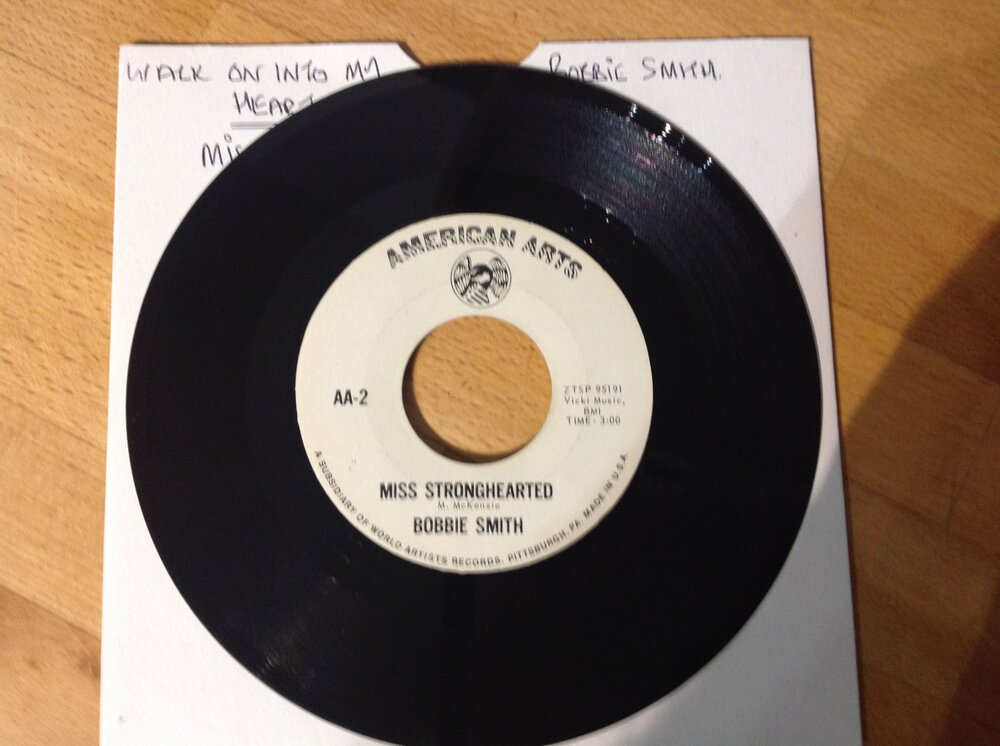 WALK ON INTO MY
BOBBIE SMITH.
HEART
Mis
AMERICAN ARTS
AA-2
ZTSP 95191
Vicki Music,
BMI
TIME: 3:00
MISS STRONGHEARTED
M. McKenzie
BOBBIE SMITH
A SUBSIDIARY OF WORLD ARTISTS RECORDS. PITTSBURGH, PA. MADE IN U.S.A.